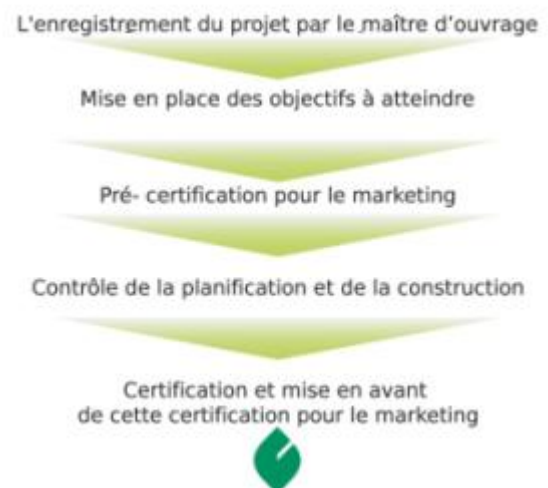 L'enregistrement du projet par le maître d'ouvrage
Mise en place des objectifs à atteindre
Pré- certification pour le marketing
Contrôle de la planification et de la construction
Certification et mise en avant
de cette certification pour le marketing